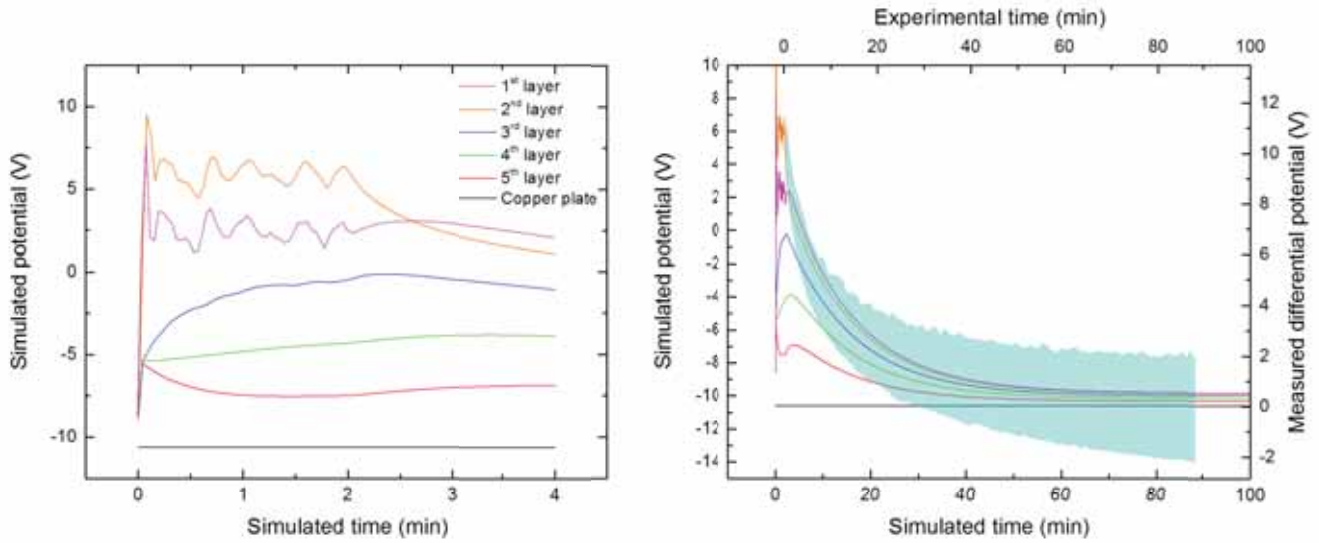 Simulated potential (V)
10
5
0
-5
-10
1st layer
2nd layer
3rd layer
4th layer
5th layer
Copper plate
0 1 2 3 4
Simulated time (min)
Experimental time (min)
0 20 40 60 80 100
Simulated potential (V)
10
8
6
4
2
0
-2
-4
-6
-8
-10
-12
-14
12
10
8
6
4
2
0
-2
Measured differential potential (V)
0 20 40 60 80 100
Simulated time (min)